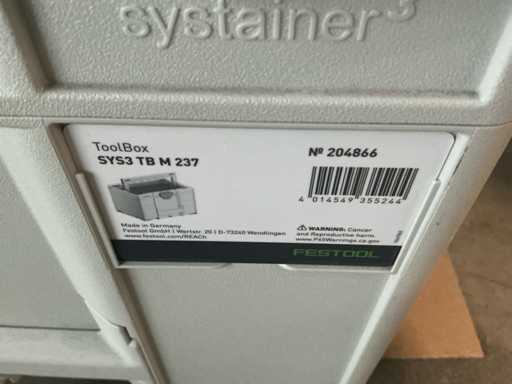 systainer³
ToolBox
SYS3 TB M 237
№ 204866
4 014549 355244
Made in Germany
Festool GmbH | Wertstr. 20 | D-73240 Wendlingen
www.festool.com/REACh
⚠ WARNING: Cancer
and Reproductive harm.
www.P65Warnings.ca.gov
FESTOOL